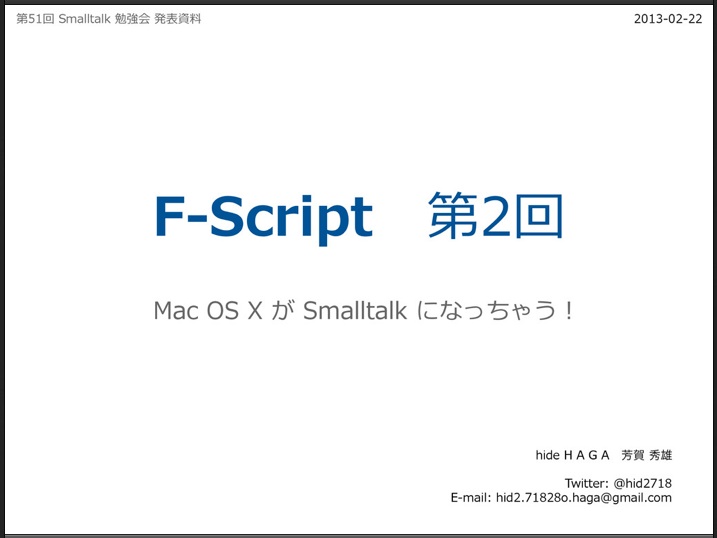 第51回 Smalltalk 勉強会 発表資料
2013-02-22
F-Script　第2回
Mac OS X が Smalltalk になっちゃう！
hide H A G A　芳賀 秀雄
Twitter: @hid2718
E-mail: hid2.71828o.haga@gmail.com